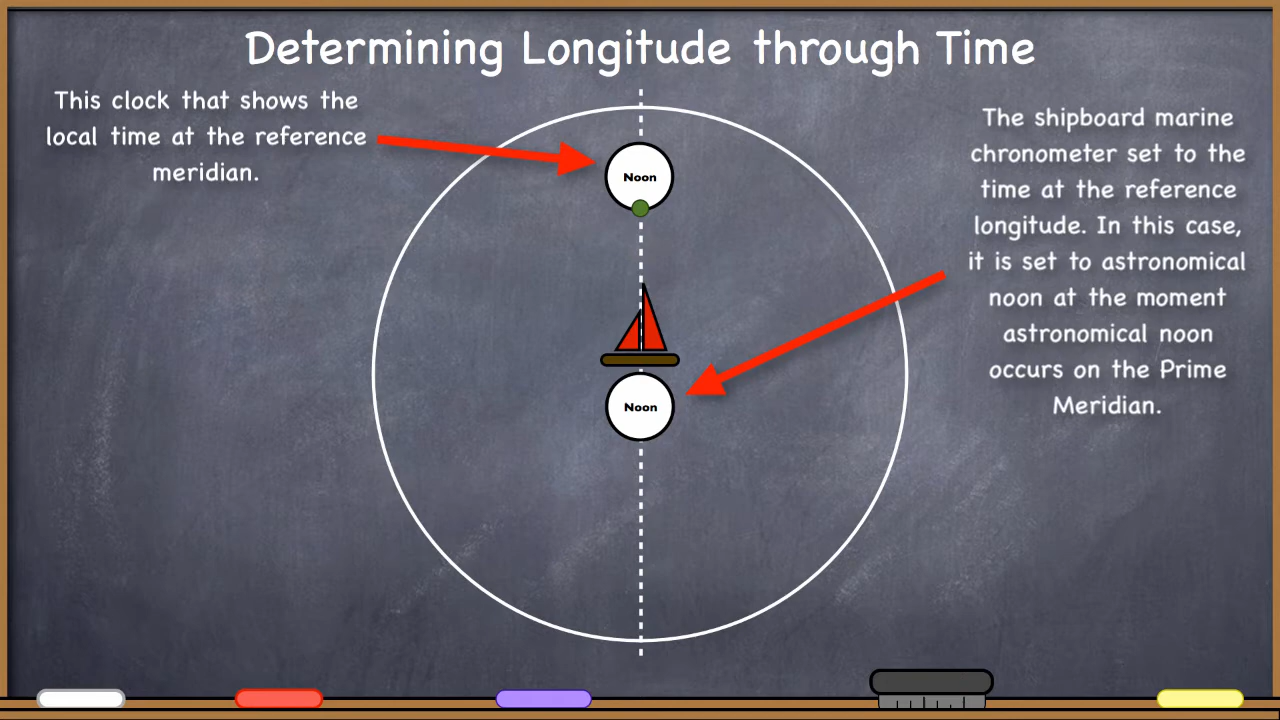 Determining Longitude through Time
This clock that shows the
local time at the reference
meridian.
Noon
The shipboard marine
chronometer set to the
time at the reference
longitude. In this case,
it is set to astronomical
noon at the moment
astronomical noon
occurs on the Prime
Meridian.
Noon